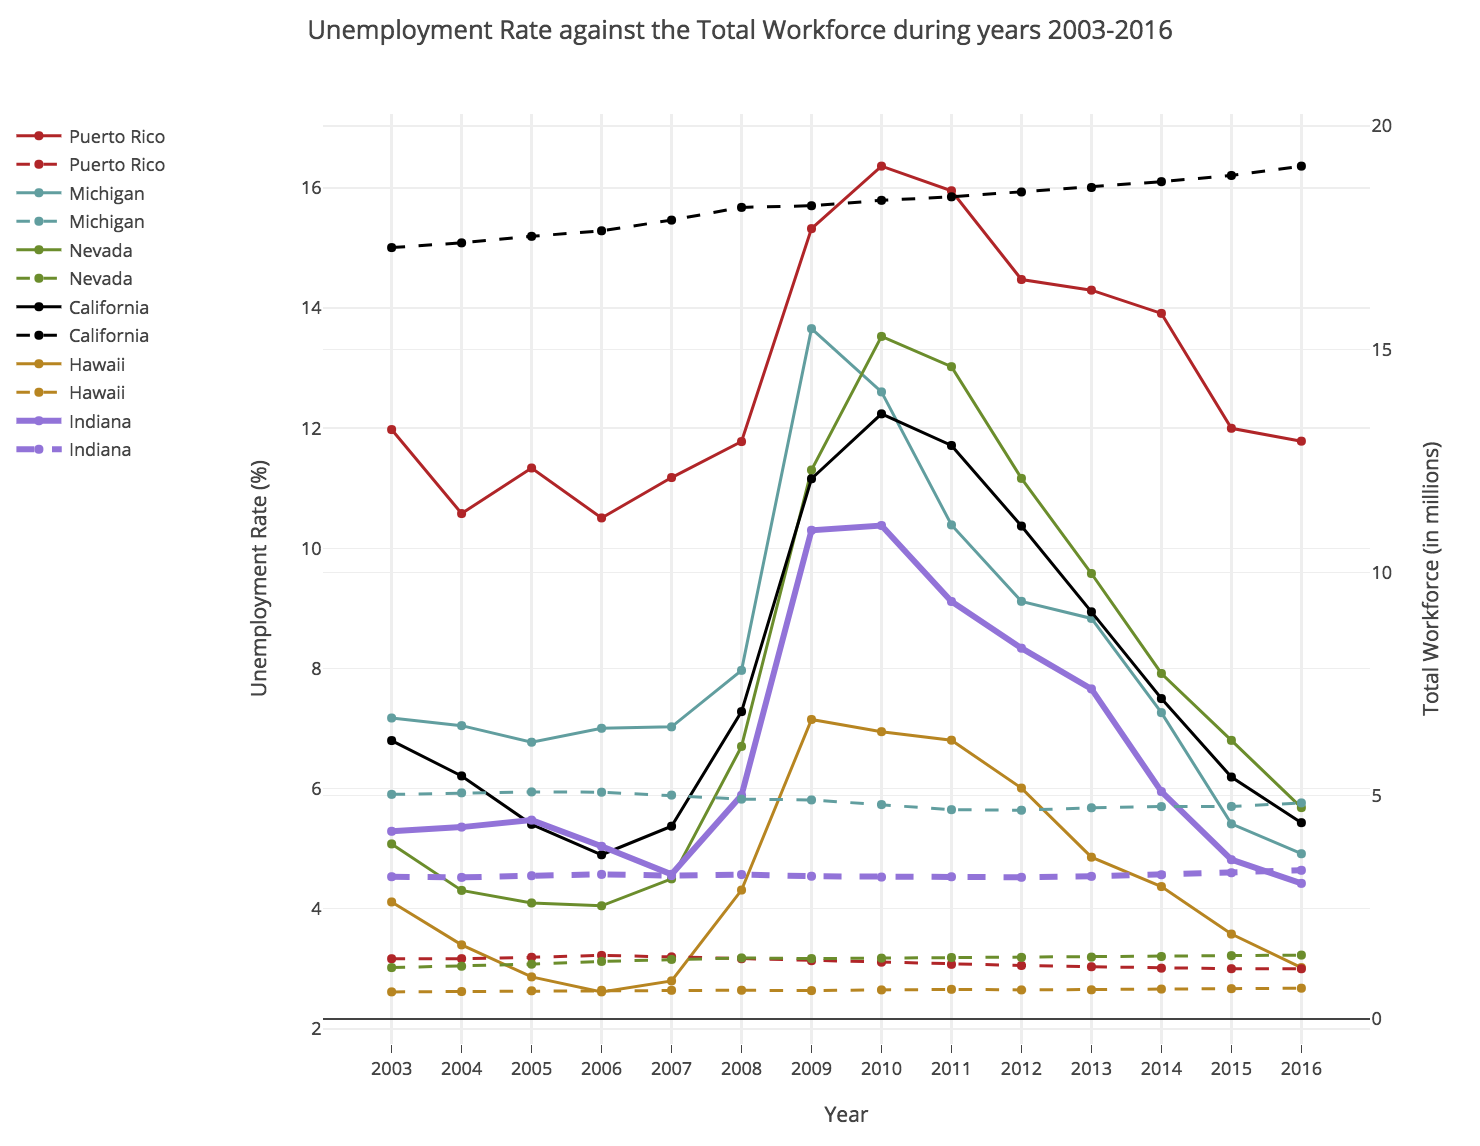 Unemployment Rate against the Total Workforce during years 2003-2016
Puerto Rico
Puerto Rico
Michigan
Michigan
Nevada
Nevada
California
California
Hawaii
Hawaii
Indiana
Indiana
Unemployment Rate (%)
16
14
12
10
8
6
4
2
20
15
10
5
0
Total Workforce (in millions)
2003 2004 2005 2006 2007 2008 2009 2010 2011 2012 2013 2014 2015 2016
Year